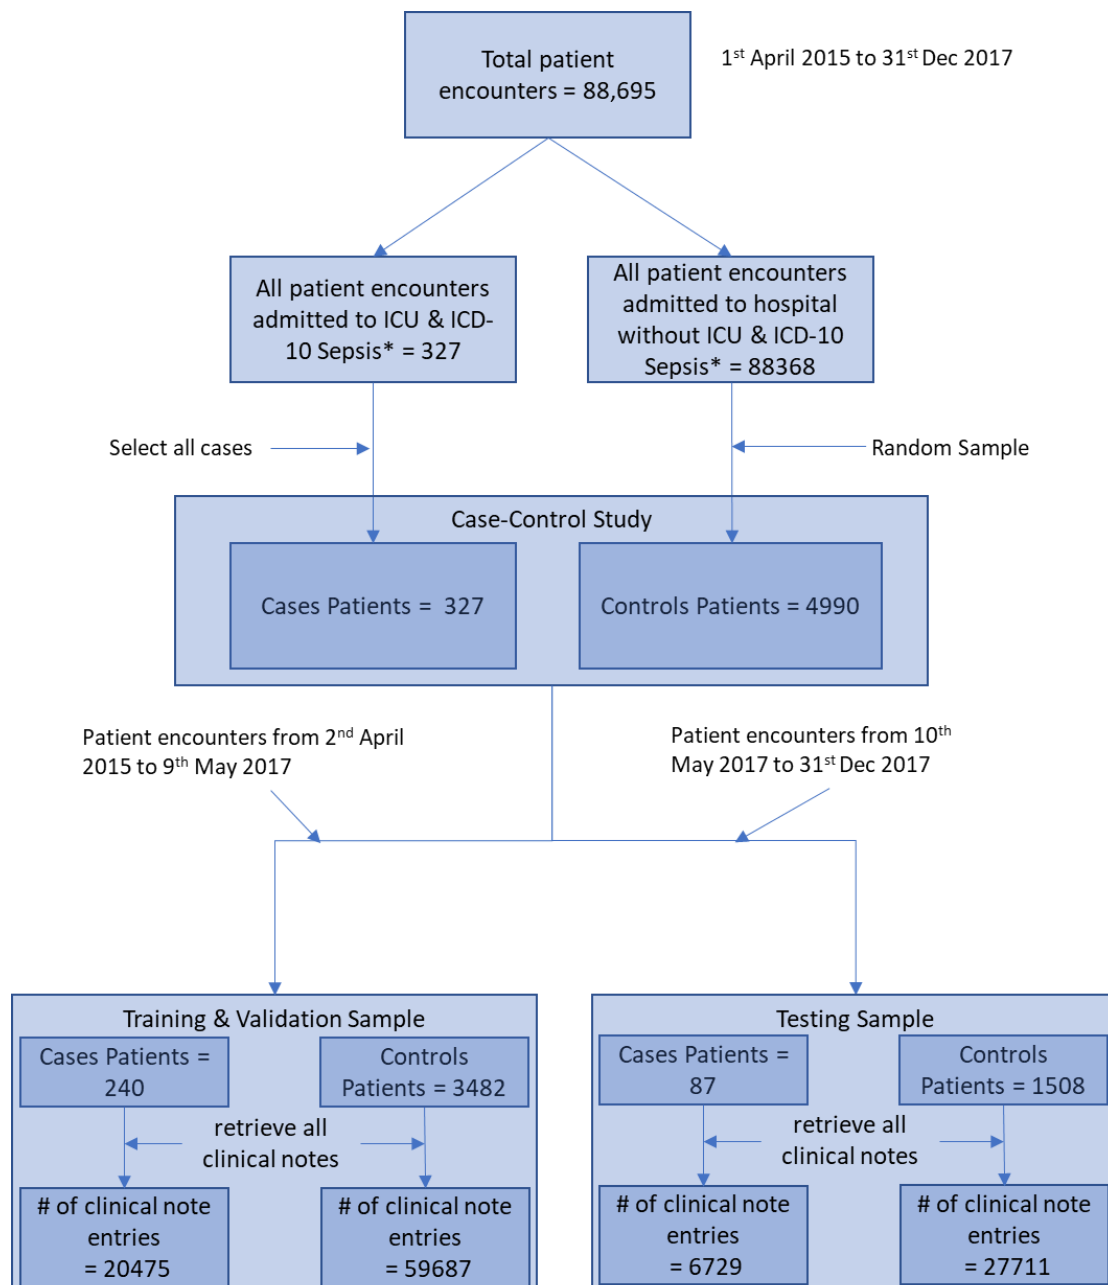 Total patient
encounters = 88,695
1st April 2015 to 31st Dec 2017
All patient encounters
admitted to ICU & ICD-
10 Sepsis* = 327
All patient encounters
admitted to hospital
without ICU & ICD-10
Sepsis* = 88368
Select all cases
Random Sample
Case-Control Study
Cases Patients = 327
Controls Patients = 4990
Patient encounters from 2nd April
2015 to 9th May 2017
Patient encounters from 10th
May 2017 to 31st Dec 2017
Training & Validation Sample
Cases Patients =
240
Controls
Patients = 3482
retrieve all
clinical notes
# of clinical note
entries
= 20475
# of clinical note
entries
= 59687
Testing Sample
Cases Patients =
87
Controls
Patients = 1508
retrieve all
clinical notes
# of clinical note
entries
= 6729
# of clinical note
entries
= 27711